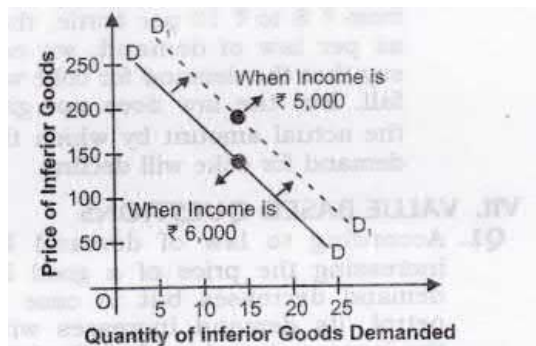 D₁
D
Price of Inferior Goods
250
200
150
100
50
When Income is
₹ 5,000
When Income is
₹ 6,000
D₁
D
O
5
10
15
20
25
Quantity of Inferior Goods Demanded